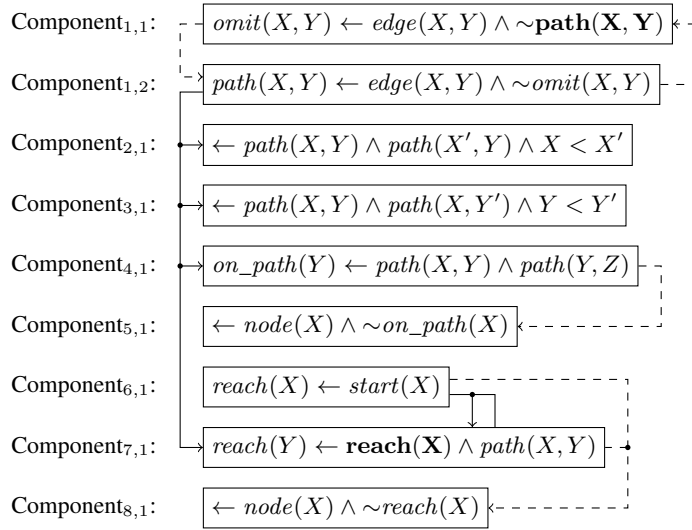 Component₁,₁: omit(X, Y) ← edge(X, Y) ∧ ∼path(X, Y)
Component₁,₂: path(X, Y) ← edge(X, Y) ∧ ∼omit(X, Y)
Component₂,₁: ← path(X, Y) ∧ path(X′, Y) ∧ X < X′
Component₃,₁: ← path(X, Y) ∧ path(X, Y′) ∧ Y < Y′
Component₄,₁: on_path(Y) ← path(X, Y) ∧ path(Y, Z)
Component₅,₁: ← node(X) ∧ ∼on_path(X)
Component₆,₁: reach(X) ← start(X)
Component₇,₁: reach(Y) ← reach(X) ∧ path(X, Y)
Component₈,₁: ← node(X) ∧ ∼reach(X)